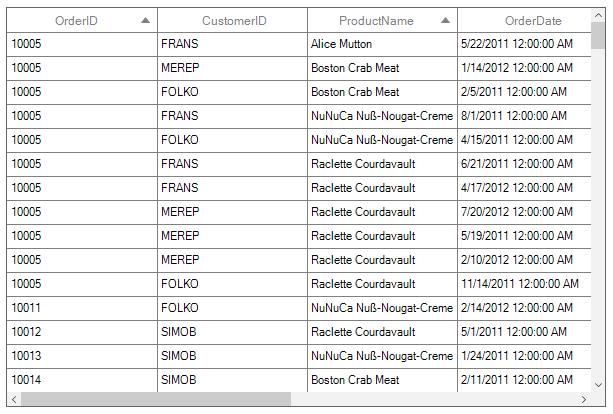 OrderID CustomerID ProductName OrderDate
10005 FRANS Alice Mutton 5/22/2011 12:00:00 AM
10005 MEREP Boston Crab Meat 1/14/2012 12:00:00 AM
10005 FOLKO Boston Crab Meat 2/5/2011 12:00:00 AM
10005 FRANS NuNuCa Nuß-Nougat-Creme 8/1/2011 12:00:00 AM
10005 FOLKO NuNuCa Nuß-Nougat-Creme 4/15/2011 12:00:00 AM
10005 FRANS Raclette Courdavault 6/21/2011 12:00:00 AM
10005 FRANS Raclette Courdavault 4/17/2012 12:00:00 AM
10005 MEREP Raclette Courdavault 7/20/2012 12:00:00 AM
10005 MEREP Raclette Courdavault 5/19/2011 12:00:00 AM
10005 MEREP Raclette Courdavault 2/10/2012 12:00:00 AM
10005 FOLKO Raclette Courdavault 11/14/2011 12:00:00 AM
10011 FOLKO NuNuCa Nuß-Nougat-Creme 2/14/2012 12:00:00 AM
10012 SIMOB Raclette Courdavault 5/1/2011 12:00:00 AM
10013 SIMOB NuNuCa Nuß-Nougat-Creme 1/24/2011 12:00:00 AM
10014 SIMOB Boston Crab Meat 2/11/2011 12:00:00 AM